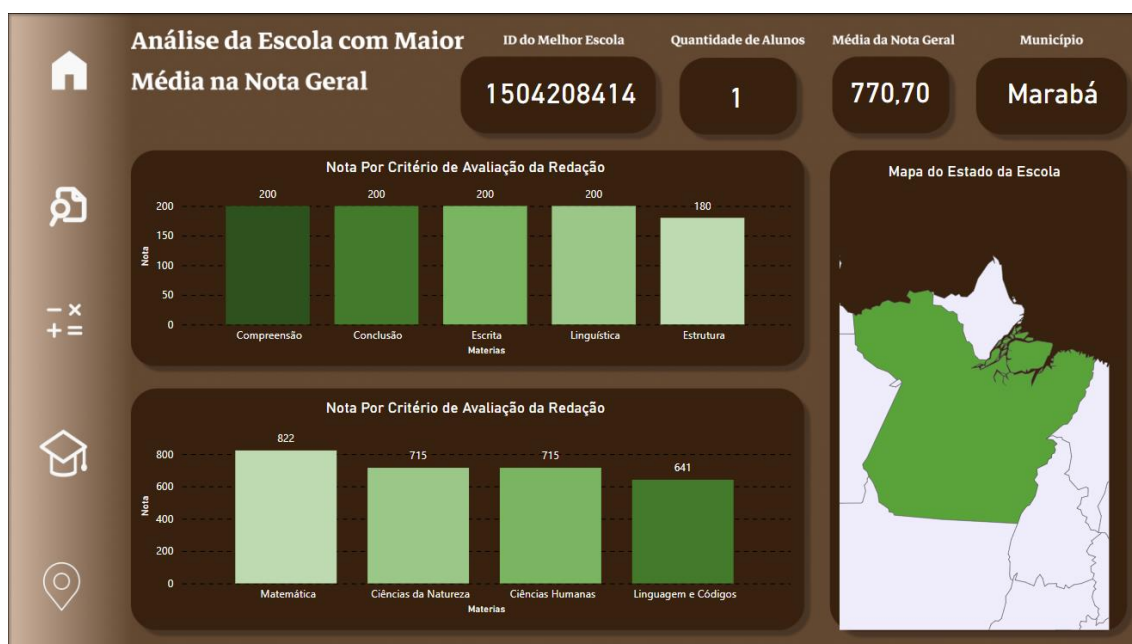 Análise da Escola com Maior
Média na Nota Geral
ID do Melhor Escola
1504208414
Quantidade de Alunos
1
Média da Nota Geral
770,70
Município
Marabá
Nota Por Critério de Avaliação da Redação
200
200
200
200
180
200
150
100
50
0
Nota
Compreensão
Conclusão
Escrita
Linguística
Estrutura
Materias
Nota Por Critério de Avaliação da Redação
822
715
715
641
800
600
400
200
0
Nota
Matemática
Ciências da Natureza
Ciências Humanas
Linguagem e Códigos
Materias
Mapa do Estado da Escola